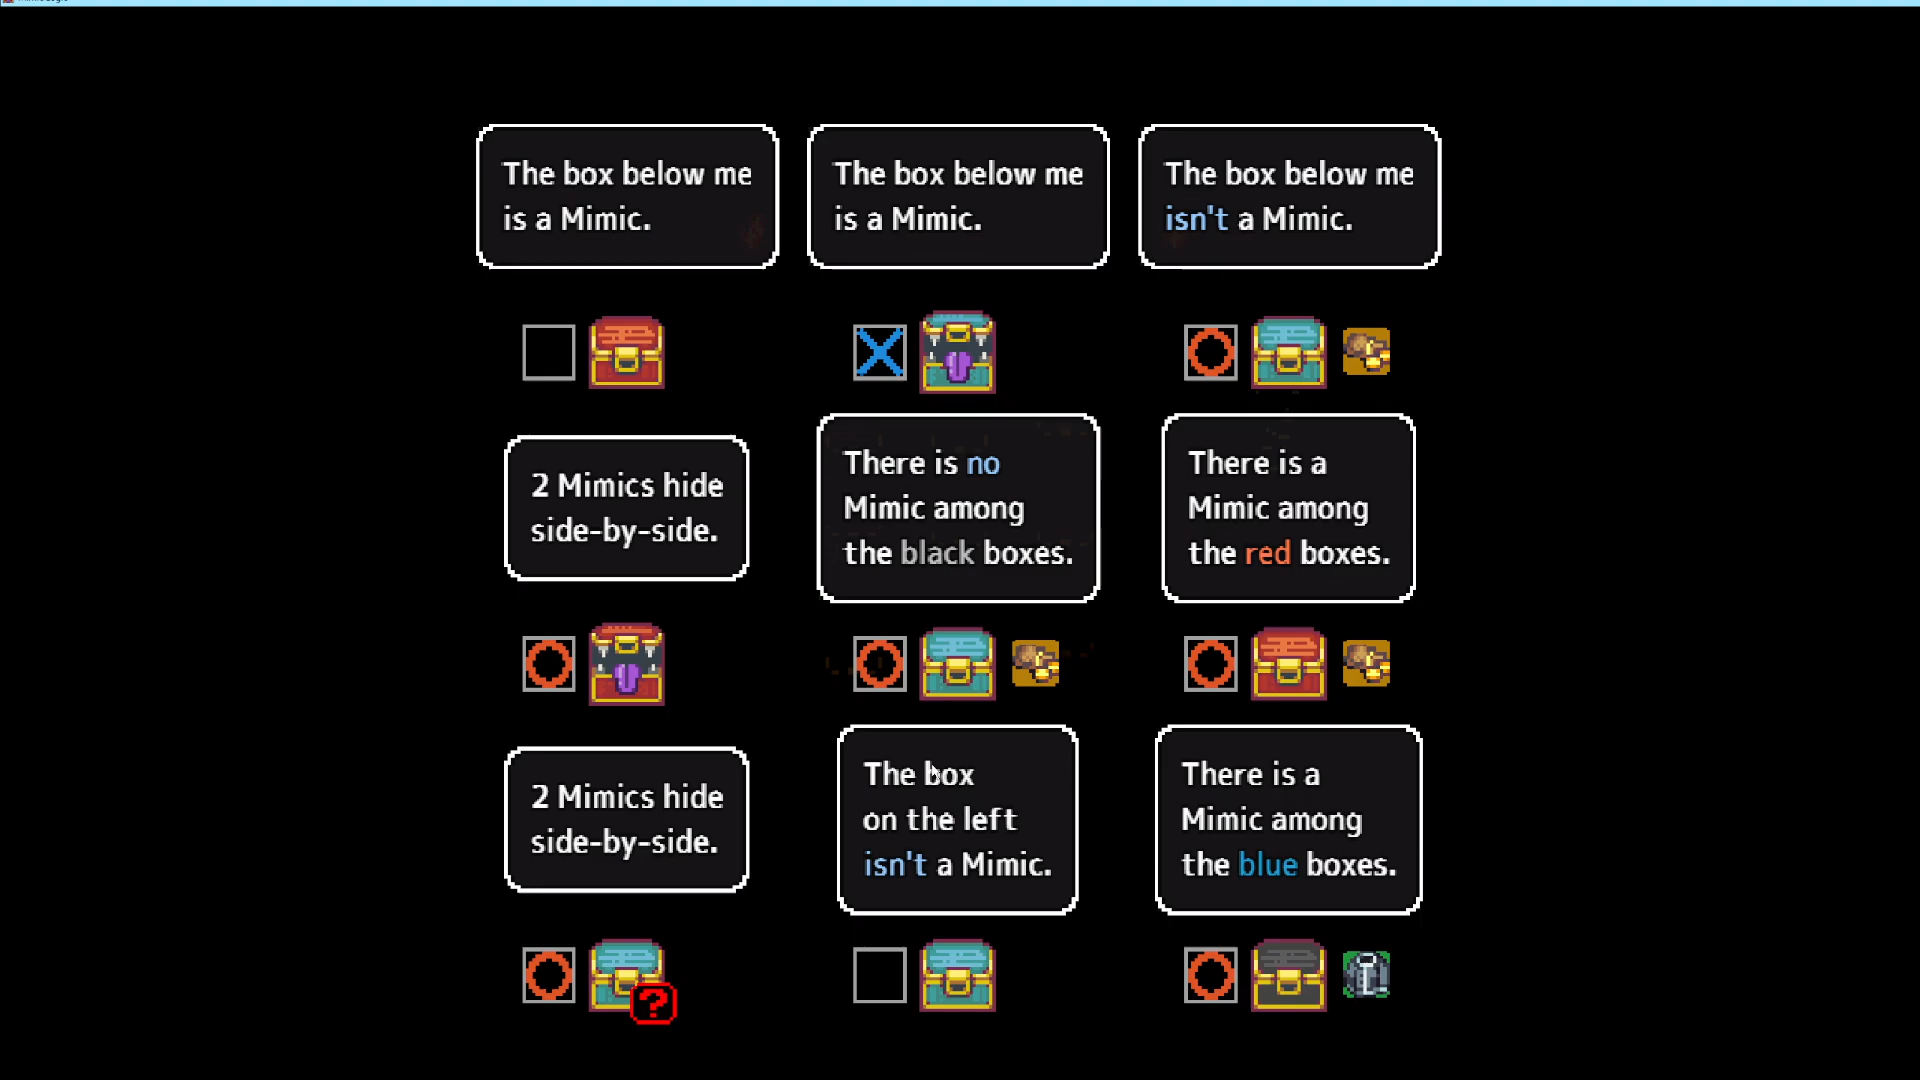 The box below me
is a Mimic.
The box below me
is a Mimic.
The box below me
isn't a Mimic.
2 Mimics hide
side-by-side.
There is no
Mimic among
the black boxes.
There is a
Mimic among
the red boxes.
2 Mimics hide
side-by-side.
The box
on the left
isn't a Mimic.
There is a
Mimic among
the blue boxes.
?